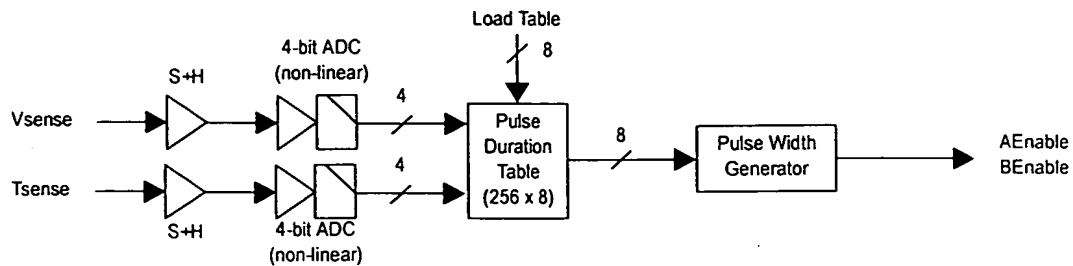 Load Table
8
4-bit ADC
(non-linear)
S+H
4
Vsense
Pulse
Duration
Table
(256 x 8)
8
Pulse Width
Generator
AEnable
BEnable
Tsense
4
S+H
4-bit ADC
(non-linear)